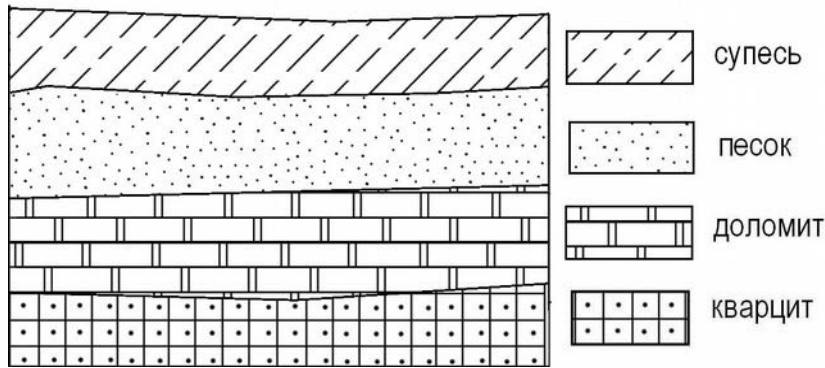 супесь
песок
доломит
кварцит